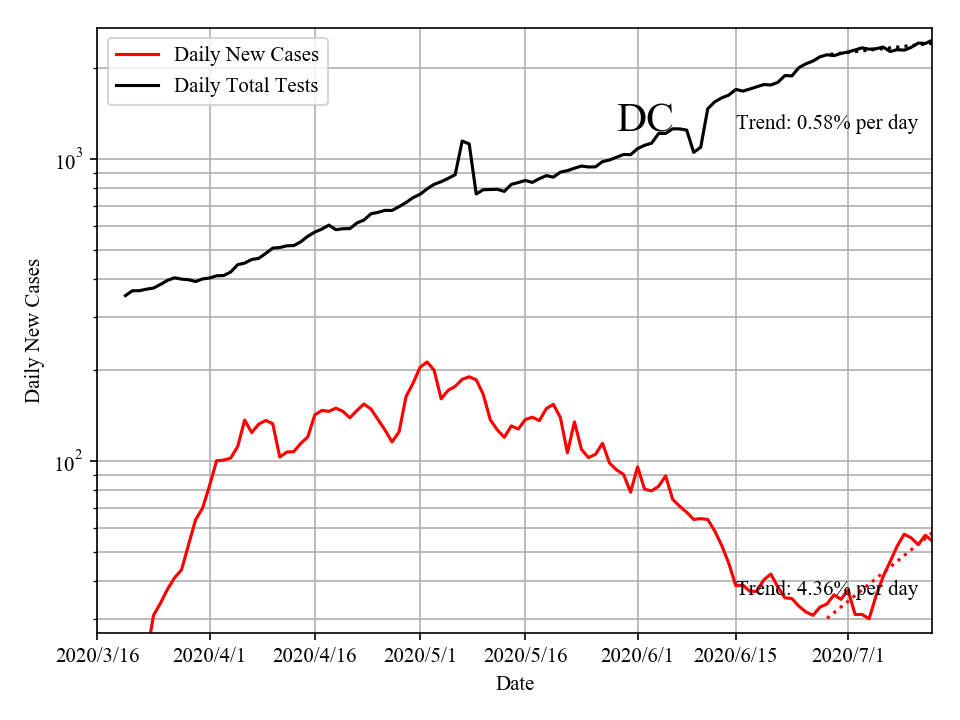 Daily New Cases
Daily Total Tests
DC
Trend: 0.58% per day
10³
Daily New Cases
10²
Trend: 4.36% per day
2020/3/16 2020/4/1 2020/4/16 2020/5/1 2020/5/16 2020/6/1 2020/6/15 2020/7/1
Date